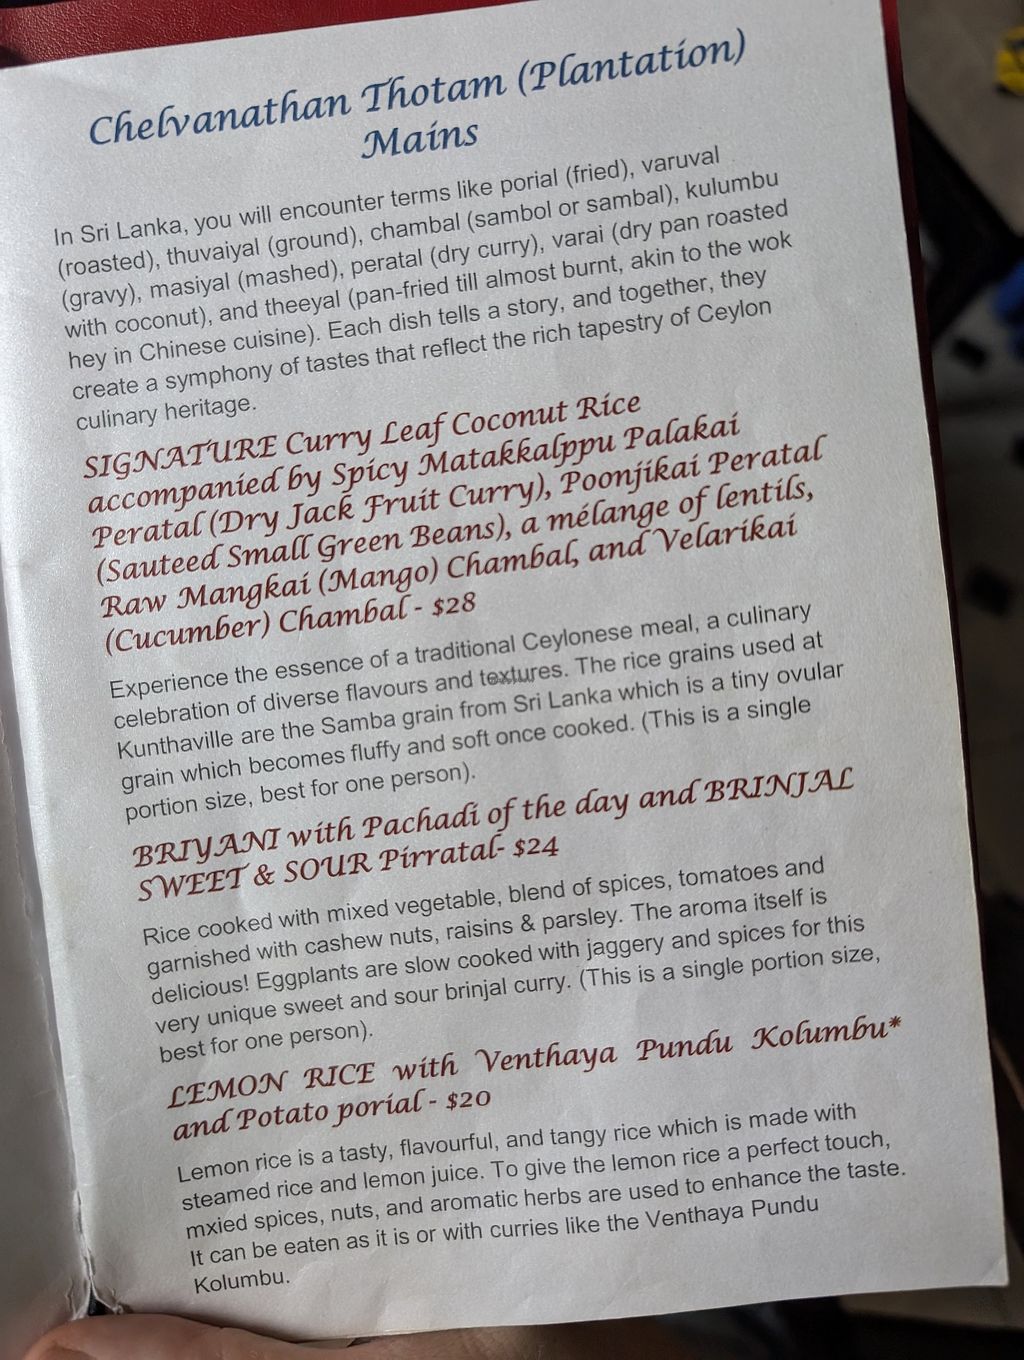 Chelvanathan Thotam (Plantation)
Mains
In Sri Lanka, you will encounter terms like porial (fried), varuval
(roasted), thuvaiyal (ground), chambal (sambol or sambal), kulumbu
(gravy), masiyal (mashed), peratal (dry curry), varai (dry pan roasted
with coconut), and theeyal (pan-fried till almost burnt, akin to the wok
hey in Chinese cuisine). Each dish tells a story, and together, they
create a symphony of tastes that reflect the rich tapestry of Ceylon
culinary heritage.
SIGNATURE Curry Leaf Coconut Rice
accompanied by Spicy Matakkalppu Palakai
Peratal (Dry Jack Fruit Curry), Poonjikai Peratal
(Sauteed Small Green Beans), a mélange of lentils,
Raw Mangkai (Mango) Chambal, and Velarikai
(Cucumber) Chambal - $28
Experience the essence of a traditional Ceylonese meal, a culinary
celebration of diverse flavours and textures. The rice grains used at
Kunthaville are the Samba grain from Sri Lanka which is a tiny ovular
grain which becomes fluffy and soft once cooked. (This is a single
portion size, best for one person).
BRIYANI with Pachadi of the day and BRINJAL
SWEET & SOUR Pirratal- $24
Rice cooked with mixed vegetable, blend of spices, tomatoes and
garnished with cashew nuts, raisins & parsley. The aroma itself is
delicious! Eggplants are slow cooked with jaggery and spices for this
very unique sweet and sour brinjal curry. (This is a single portion size,
best for one person).
LEMON RICE with Venthaya Pundu Kolumbu*
and Potato porial - $20
Lemon rice is a tasty, flavourful, and tangy rice which is made with
steamed rice and lemon juice. To give the lemon rice a perfect touch,
mxied spices, nuts, and aromatic herbs are used to enhance the taste.
It can be eaten as it is or with curries like the Venthaya Pundu
Kolumbu.